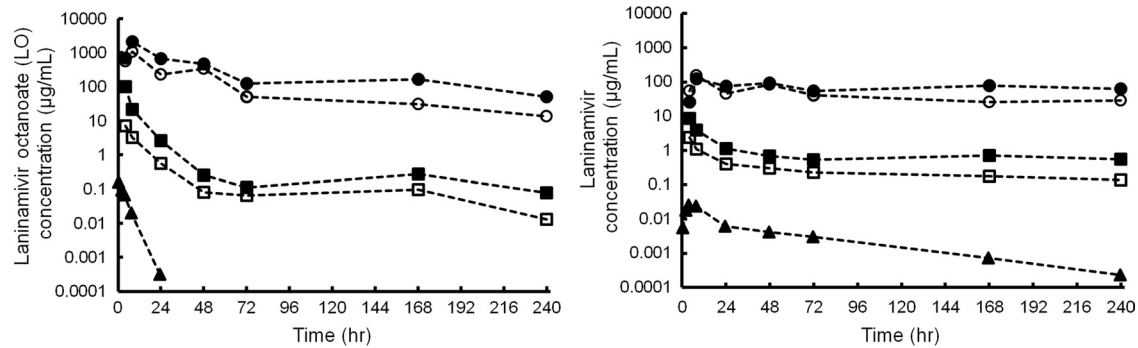 Laninamivir octanoate (LO)
concentration (µg/mL)
10000
1000
100
10
1
0.1
0.01
0.001
0.0001
0 24 48 72 96 120 144 168 192 216 240
Time (hr)
Laninamivir
concentration (µg/mL)
10000
1000
100
10
1
0.1
0.01
0.001
0.0001
0 24 48 72 96 120 144 168 192 216 240
Time (hr)